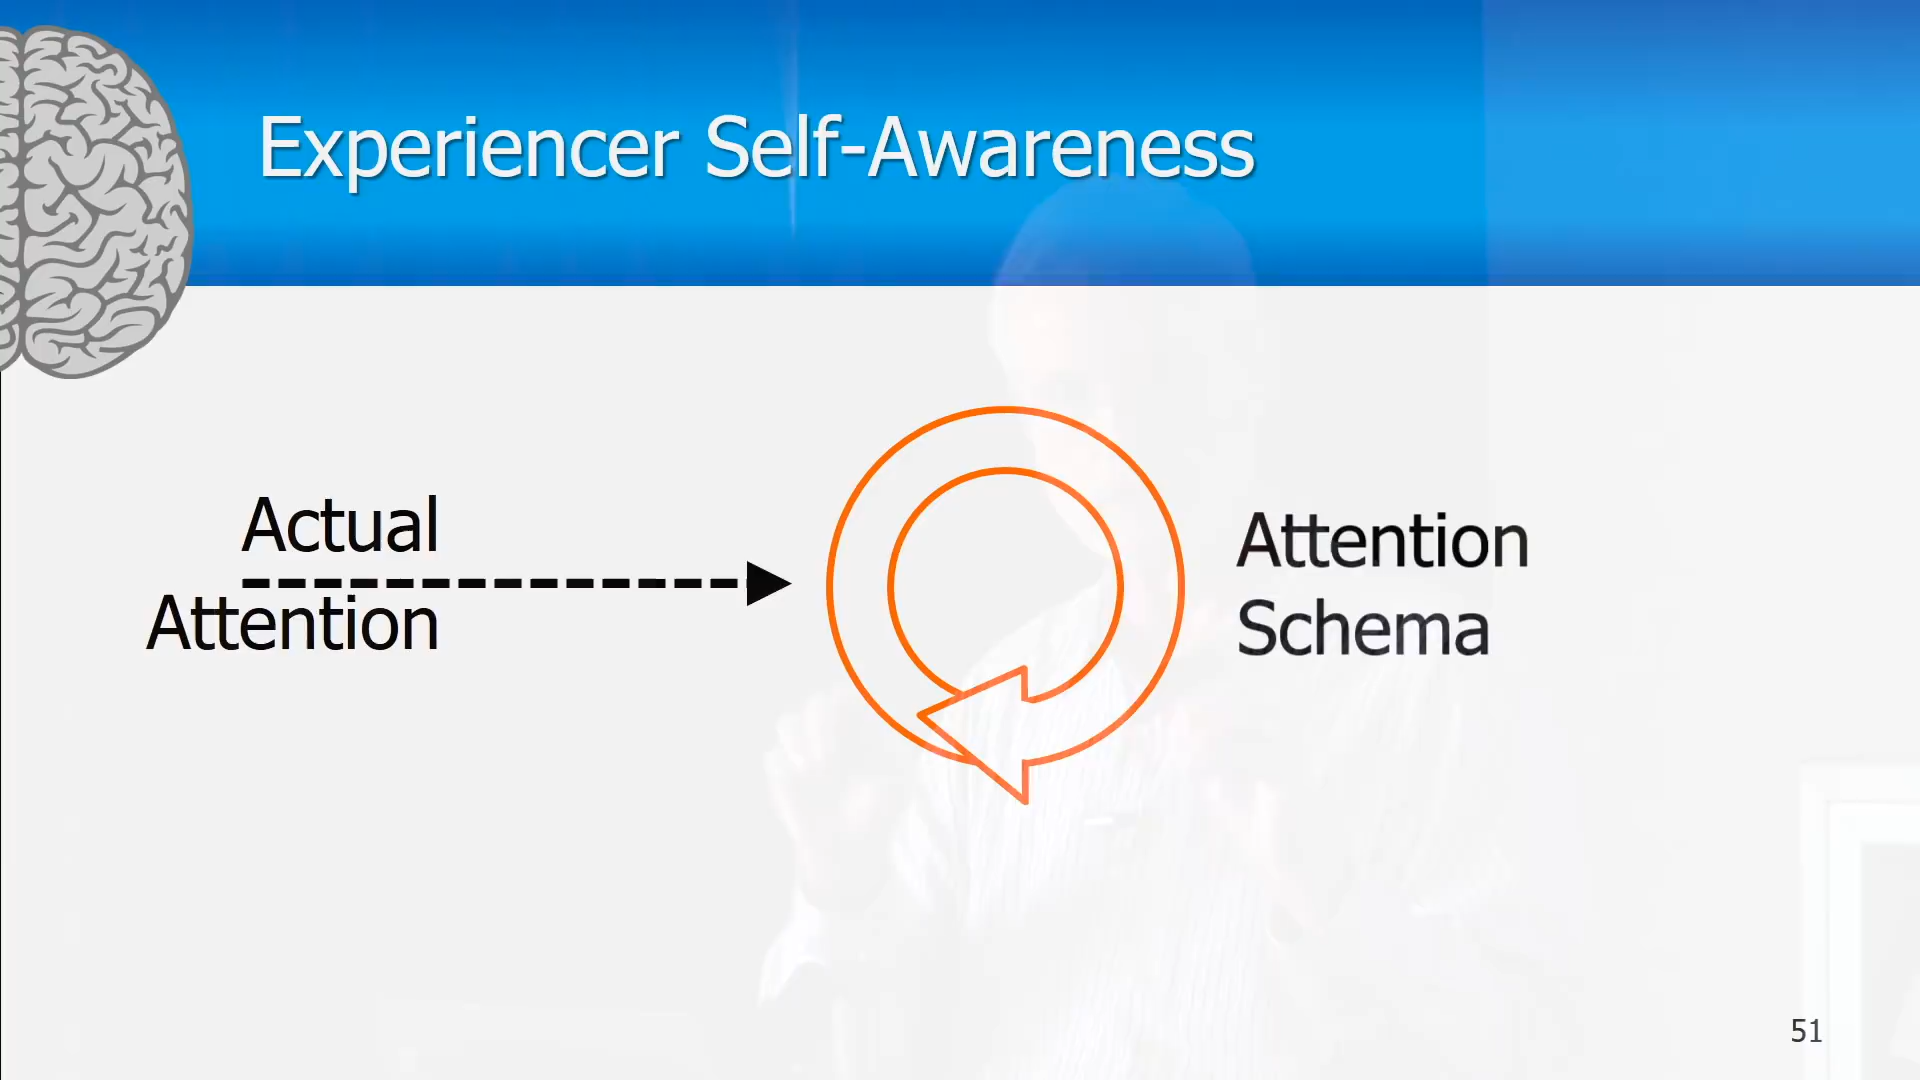 Experiencer Self-Awareness
Actual
Attention
Attention
Schema
51